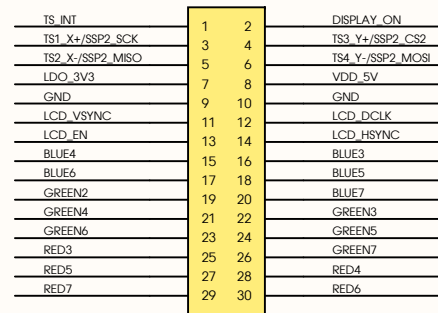 TS_INT 1 2 DISPLAY_ON
TS1_X+/SSP2_SCK 3 4 TS3_Y+/SSP2_CS2
TS2_X-/SSP2_MISO 5 6 TS4_Y-/SSP2_MOSI
LDO_3V3 7 8 VDD_5V
GND 9 10 GND
LCD_VSYNC 11 12 LCD_DCLK
LCD_EN 13 14 LCD_HSYNC
BLUE4 15 16 BLUE3
BLUE6 17 18 BLUE5
GREEN2 19 20 BLUE7
GREEN4 21 22 GREEN3
GREEN6 23 24 GREEN5
RED3 25 26 GREEN7
RED5 27 28 RED4
RED7 29 30 RED6